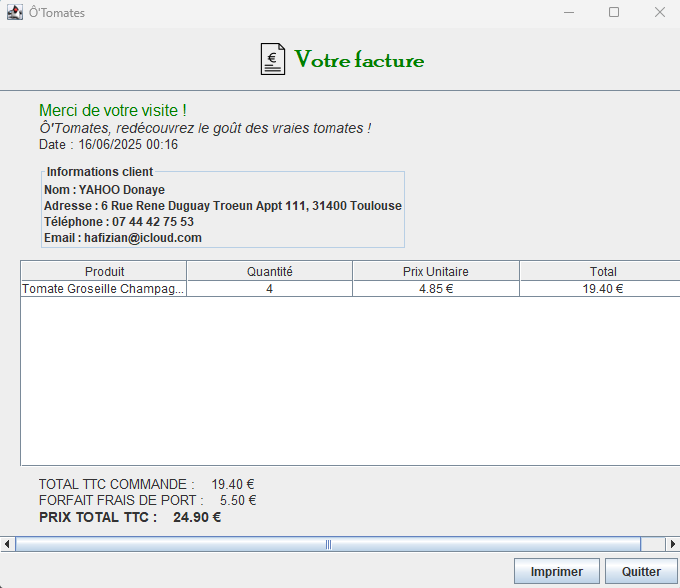 Ô'Tomates
€
Votre facture
Merci de votre visite !
Ô'Tomates, redécouvrez le goût des vraies tomates !
Date : 16/06/2025 00:16
Informations client
Nom : YAHOO Donaye
Adresse : 6 Rue Rene Duguay Troeun Appt 111, 31400 Toulouse
Téléphone : 07 44 42 75 53
Email : hafizian@icloud.com
Produit Quantité Prix Unitaire Total
Tomate Groseille Champag... 4 4.85 € 19.40 €
TOTAL TTC COMMANDE : 19.40 €
FORFAIT FRAIS DE PORT : 5.50 €
PRIX TOTAL TTC : 24.90 €
Imprimer Quitter